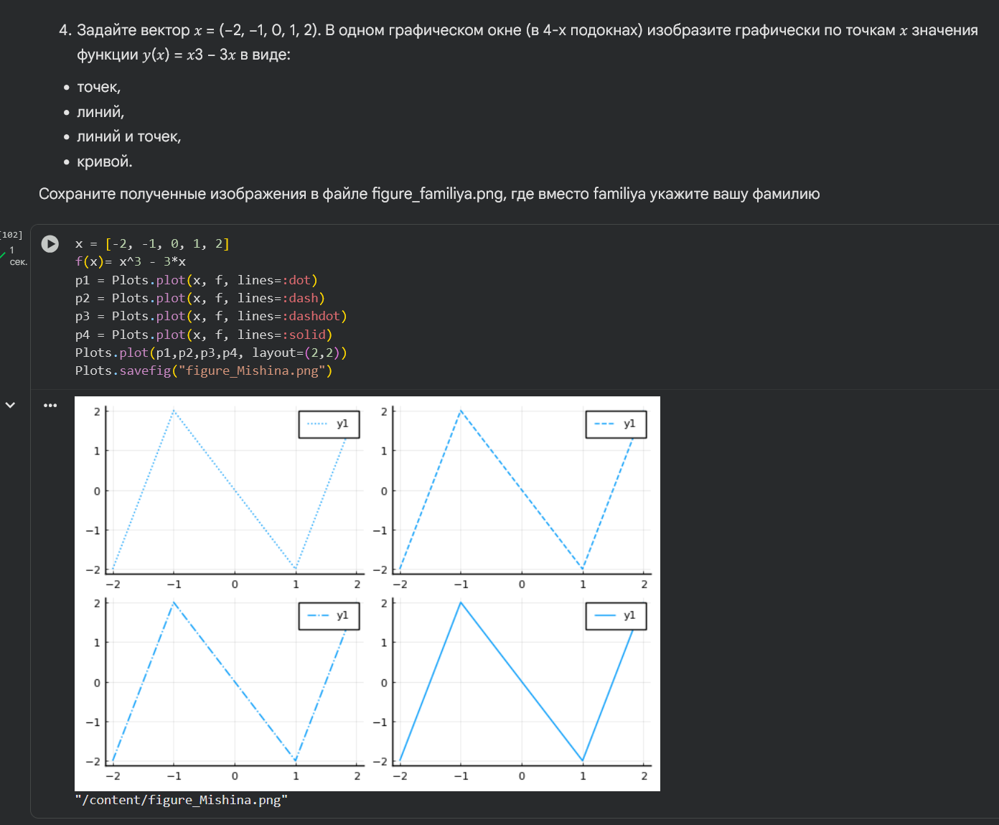 4. Задайте вектор x = (−2, −1, 0, 1, 2). В одном графическом окне (в 4-х подокнах) изобразите графически по точкам x значения
функции y(x) = x3 − 3x в виде:
• точек,
• линий,
• линий и точек,
• кривой.
Сохраните полученные изображения в файле figure_familiya.png, где вместо familiya укажите вашу фамилию
[102]
1
сек.
x = [-2, -1, 0, 1, 2]
f(x)= x^3 - 3*x
p1 = Plots.plot(x, f, lines=:dot)
p2 = Plots.plot(x, f, lines=:dash)
p3 = Plots.plot(x, f, lines=:dashdot)
p4 = Plots.plot(x, f, lines=:solid)
Plots.plot(p1,p2,p3,p4, layout=(2,2))
Plots.savefig("figure_Mishina.png")
2
1
0
−1
−2
−2 −1 0 1 2
y1
2
1
0
−1
−2
−2 −1 0 1 2
y1
2
1
0
−1
−2
−2 −1 0 1 2
y1
2
1
0
−1
−2
−2 −1 0 1 2
y1
"/content/figure_Mishina.png"